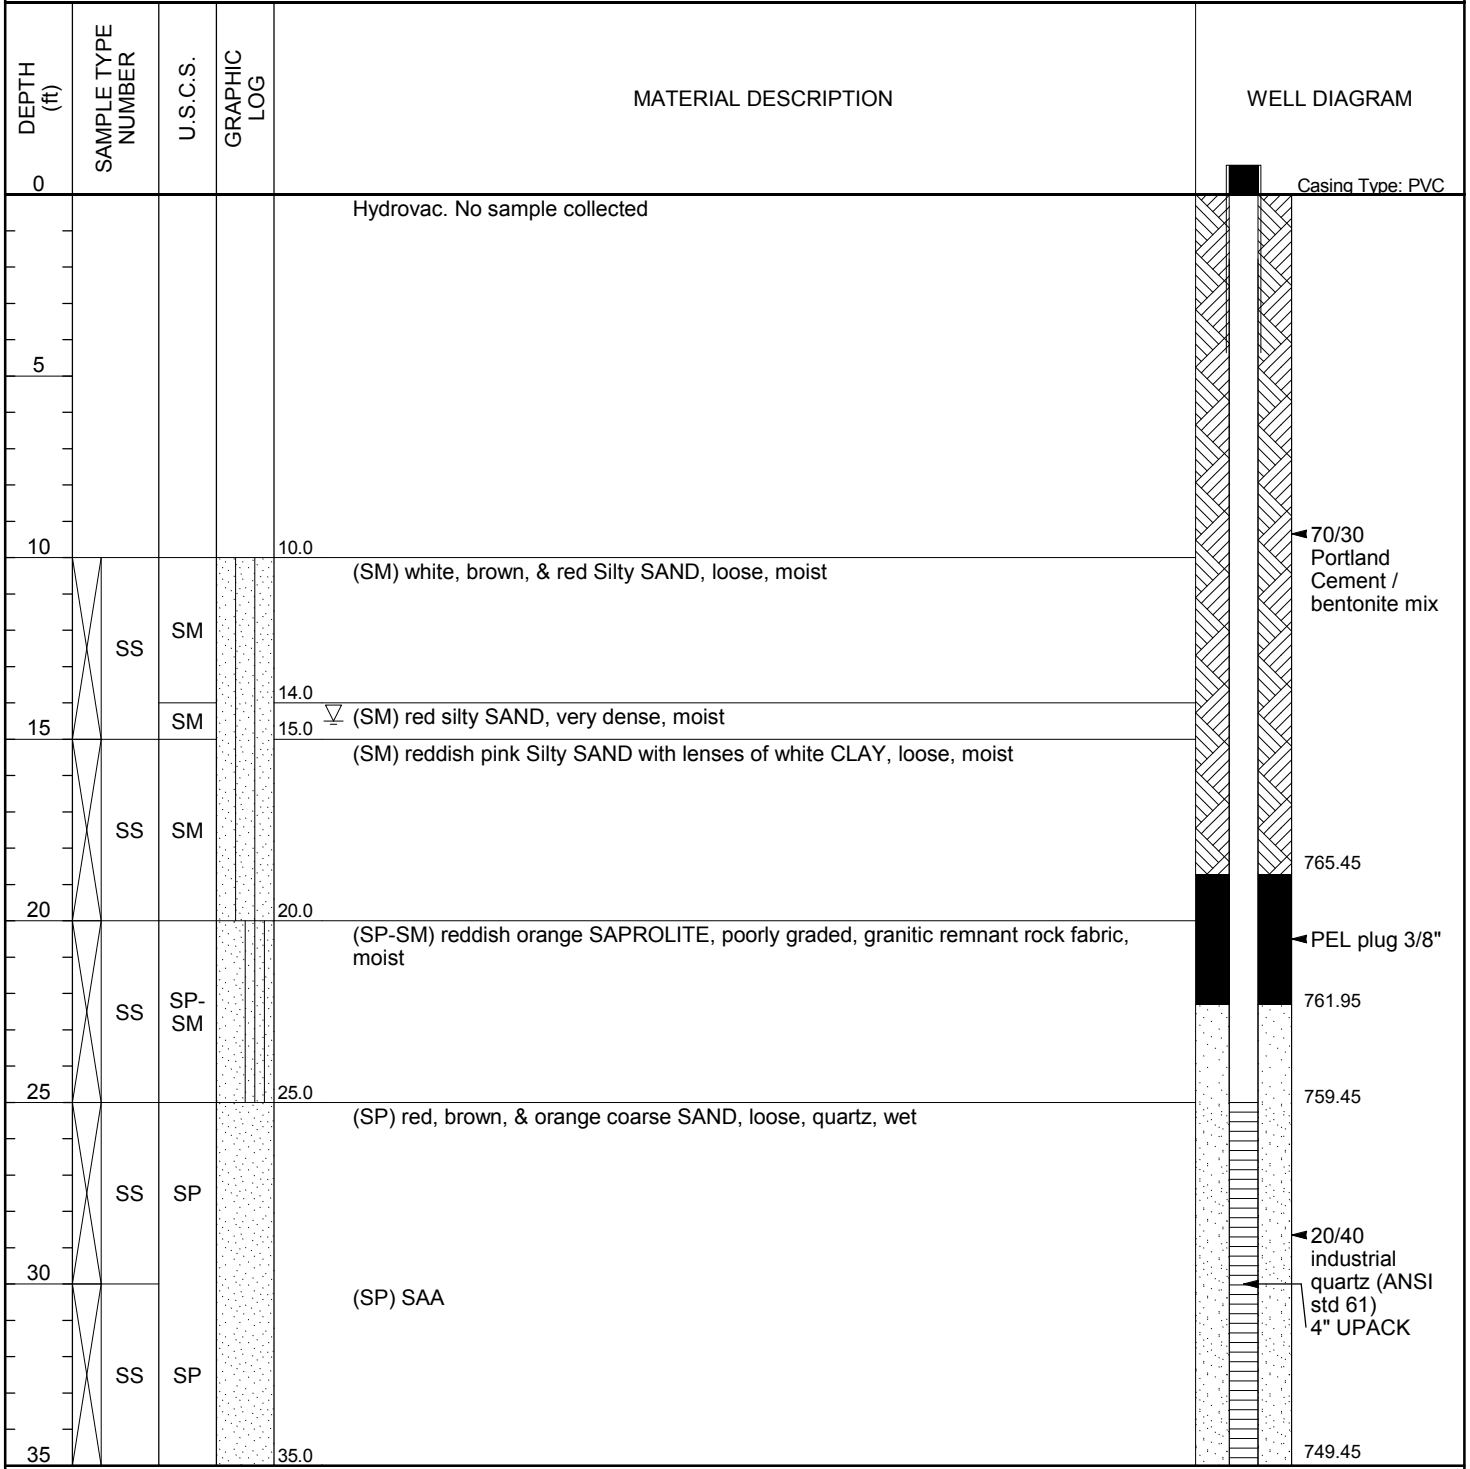 DEPTH
(ft)
SAMPLE TYPE
NUMBER
U.S.C.S.
GRAPHIC
LOG
MATERIAL DESCRIPTION
WELL DIAGRAM
0
Casing Type: PVC
Hydrovac. No sample collected
5
10
10.0
70/30
Portland
Cement /
bentonite mix
(SM) white, brown, & red Silty SAND, loose, moist
SS
SM
14.0
(SM) red silty SAND, very dense, moist
SM
15
15.0
(SM) reddish pink Silty SAND with lenses of white CLAY, loose, moist
SS
SM
765.45
20
20.0
(SP-SM) reddish orange SAPROLITE, poorly graded, granitic remnant rock fabric,
moist
PEL plug 3/8"
SS
SP-
SM
761.95
25
25.0
759.45
(SP) red, brown, & orange coarse SAND, loose, quartz, wet
SS
SP
20/40
industrial
quartz (ANSI
std 61)
4" UPACK
30
(SP) SAA
SS
SP
35
35.0
749.45